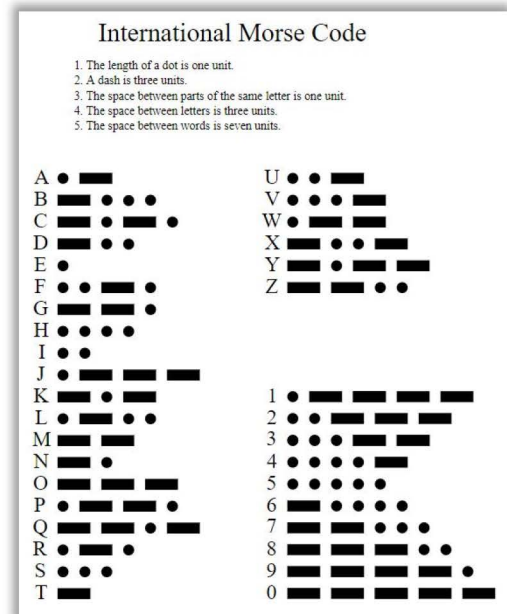 International Morse Code
1. The length of a dot is one unit.
2. A dash is three units.
3. The space between parts of the same letter is one unit.
4. The space between letters is three units.
5. The space between words is seven units.
A
B
C
D
E
F
G
H
I
J
K
L
M
N
O
P
Q
R
S
T
U
V
W
X
Y
Z
1
2
3
4
5
6
7
8
9
0